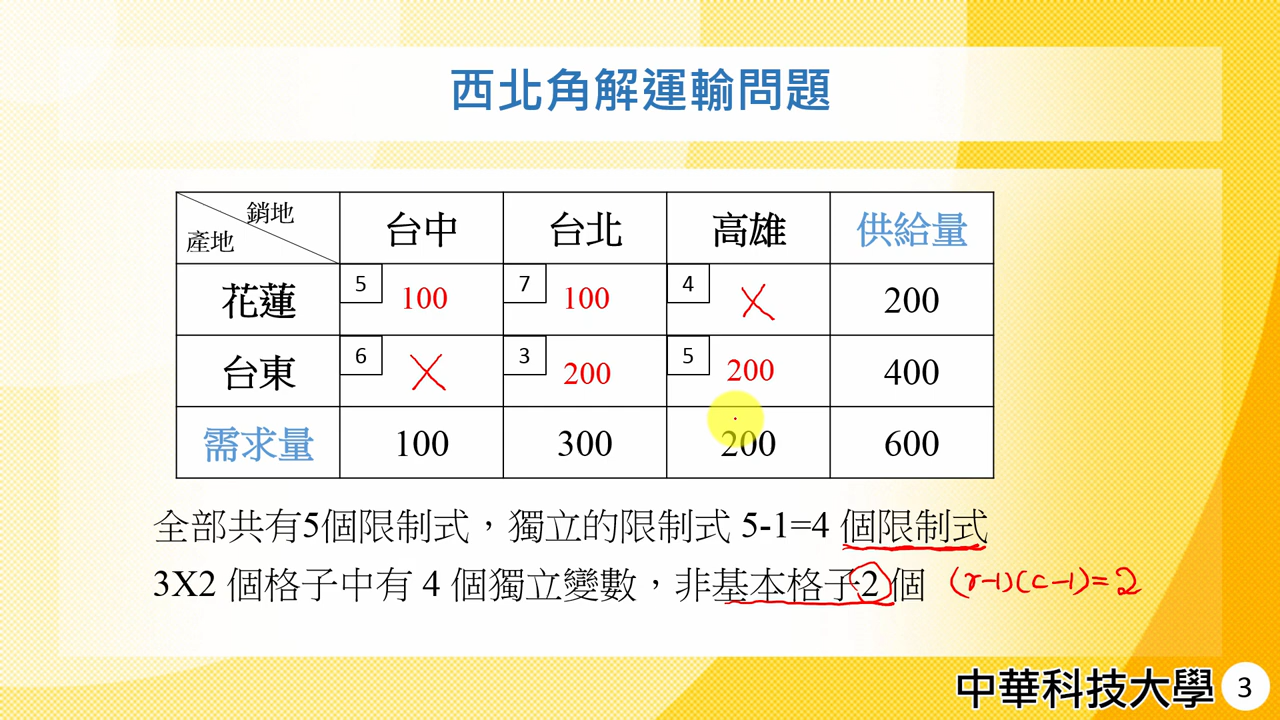 西北角解運輸問題
銷地
產地
台中 台北 高雄 供給量
花蓮 5 100 7 100 4 X 200
台東 6 X 3 200 5 200 400
需求量 100 300 200 600
全部共有5個限制式,獨立的限制式 5-1=4 個限制式
3X2 個格子中有 4 個獨立變數,非基本格子2 個 (r-1)(c-1)=2
中華科技大學 3